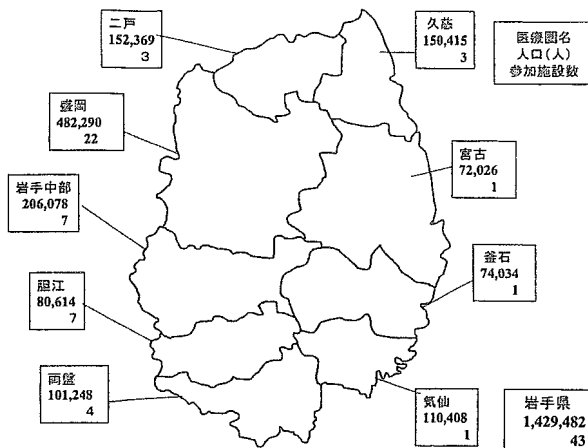 二戸
152,369
3
久慈
150,415
3
医療圏名
人口(人)
参加施設数
盛岡
482,290
22
宮古
72,026
1
岩手中部
206,078
7
釜石
74,034
1
胆江
80,614
7
両磐
101,248
4
気仙
110,408
1
岩手県
1,429,482
43